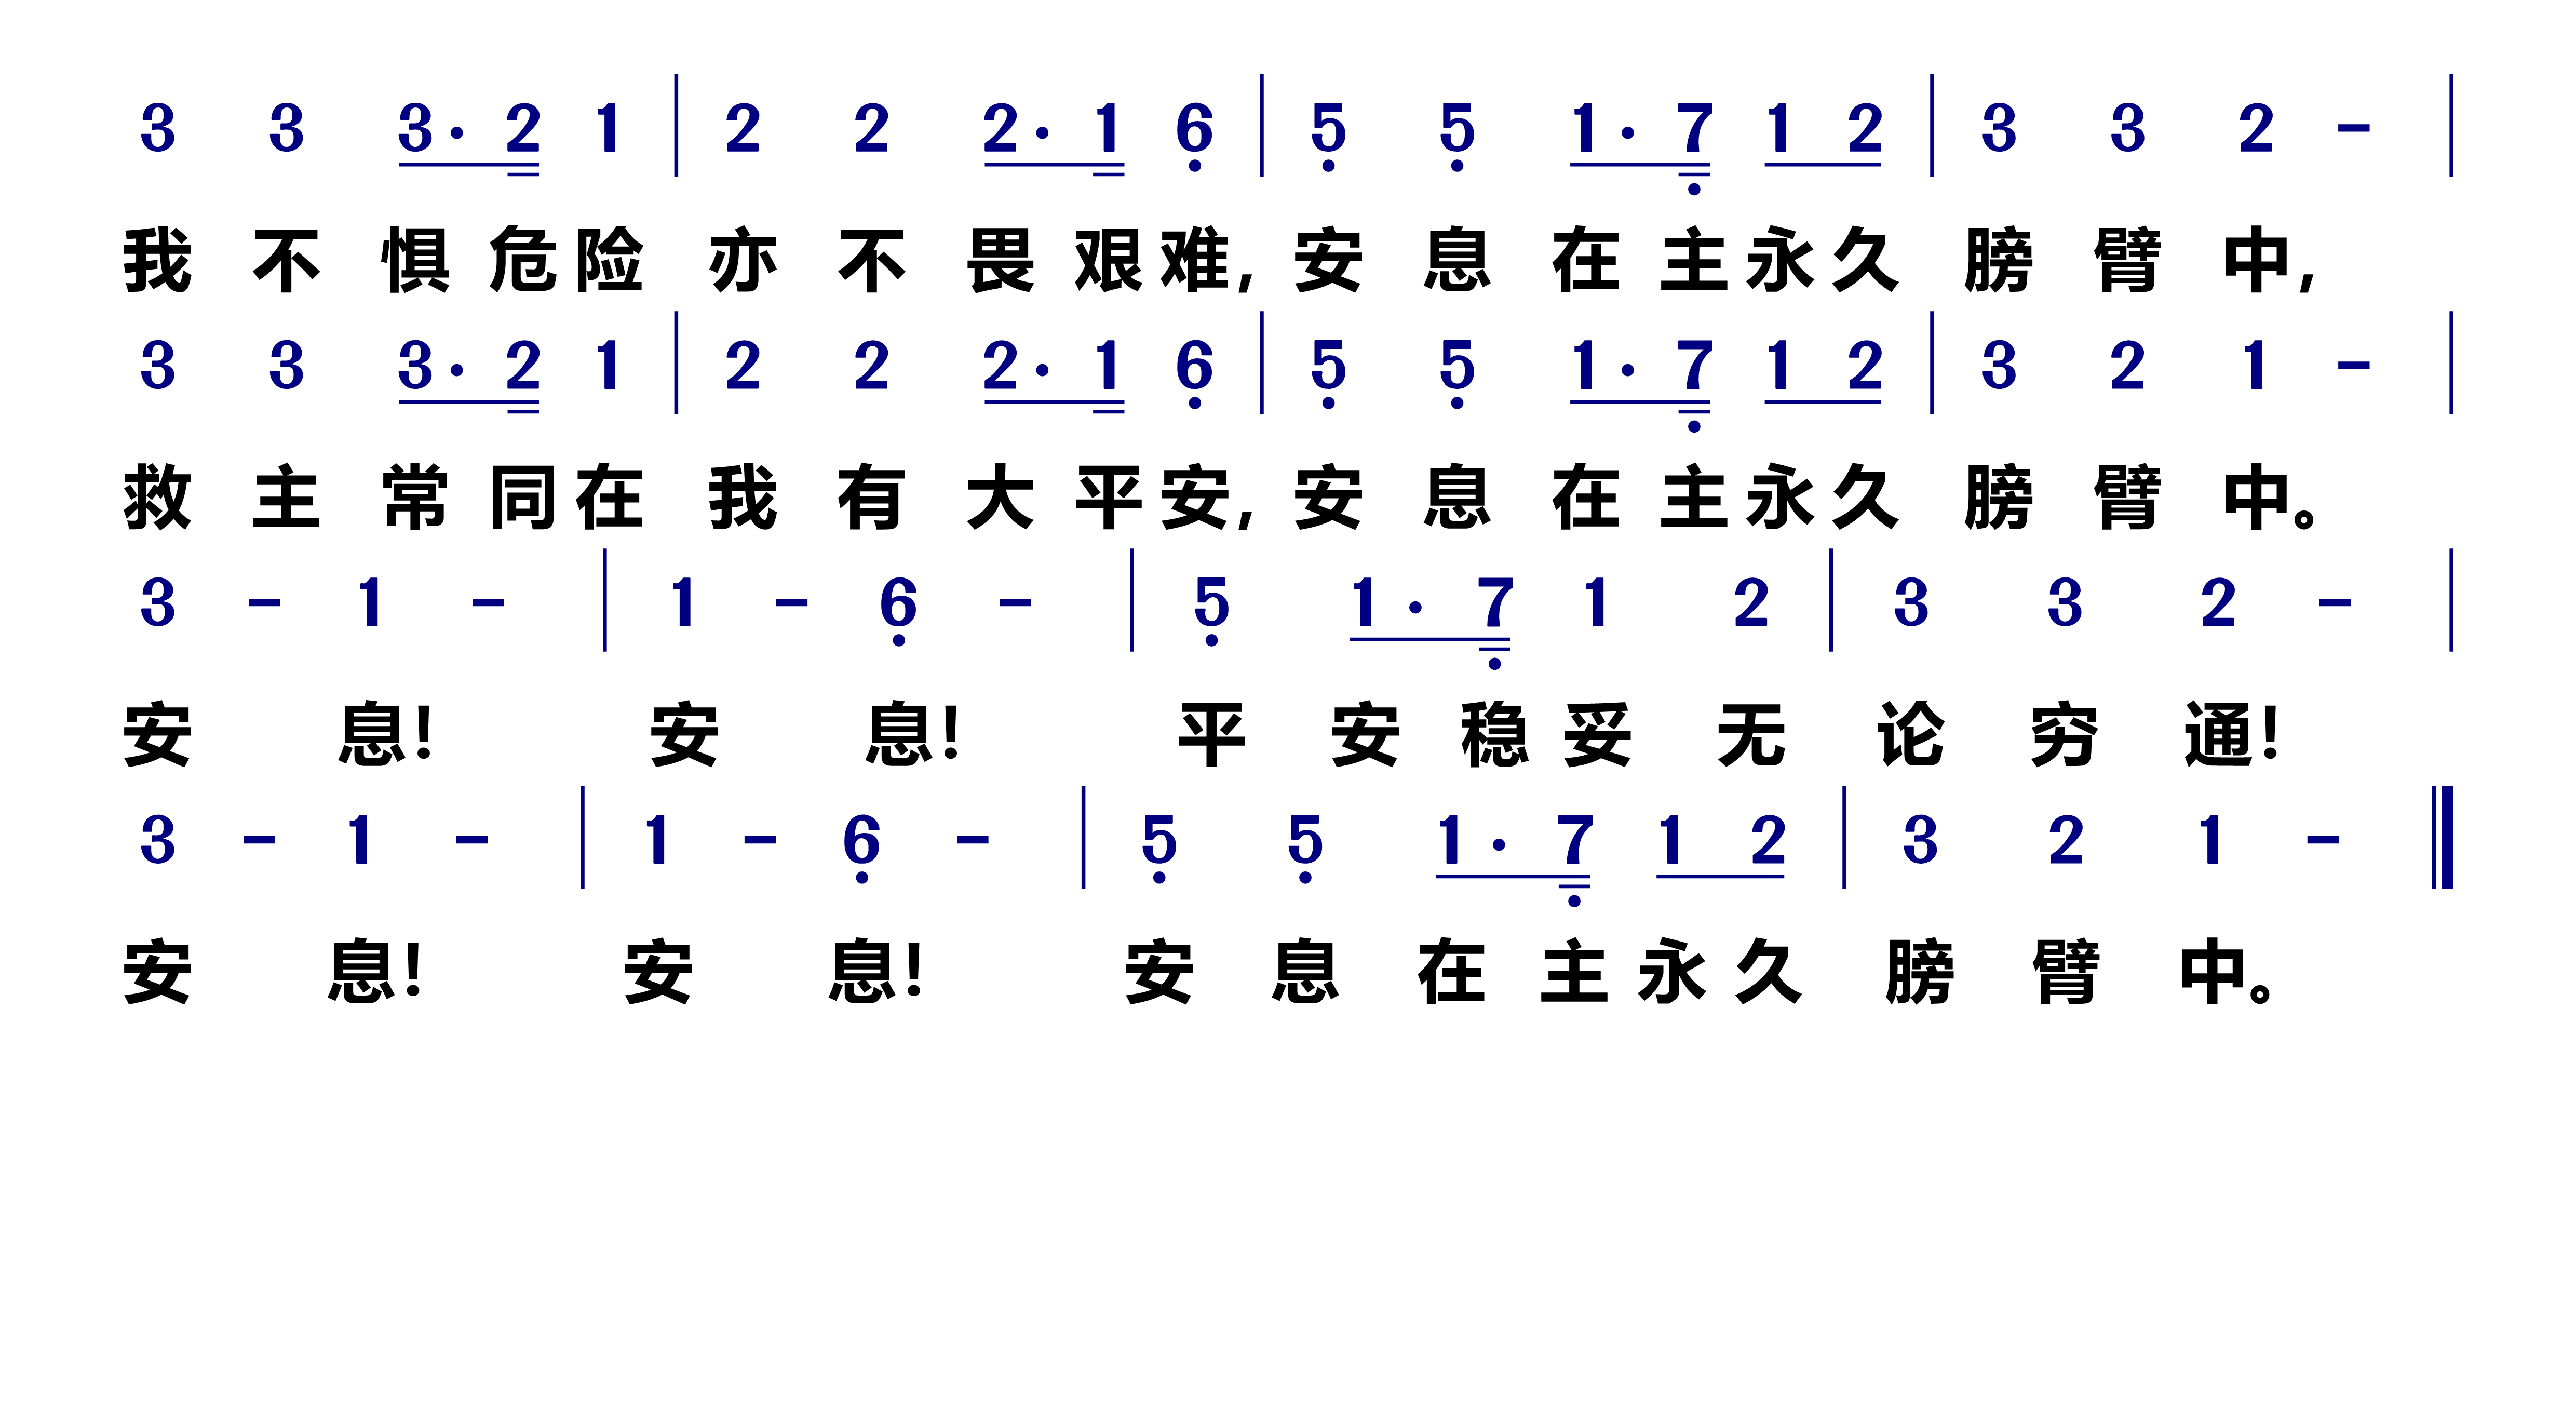 3 3 3· 2 1 | 2 2 2· 1 6 | 5 5 1· 7 1 2 | 3 3 2 - |
我不惧危险亦不畏艰难,安息在主永久膀臂中,
3 3 3· 2 1 | 2 2 2· 1 6 | 5 5 1· 7 1 2 | 3 2 1 - |
救主常同在我有大平安,安息在主永久膀臂中。
3 - 1 - | 1 - 6 - | 5 1· 7 1 2 | 3 3 2 - |
安息!安息!平安稳妥无论穷通!
3 - 1 - | 1 - 6 - | 5 5 1· 7 1 2 | 3 2 1 - ‖
安息!安息!安息在主永久膀臂中。